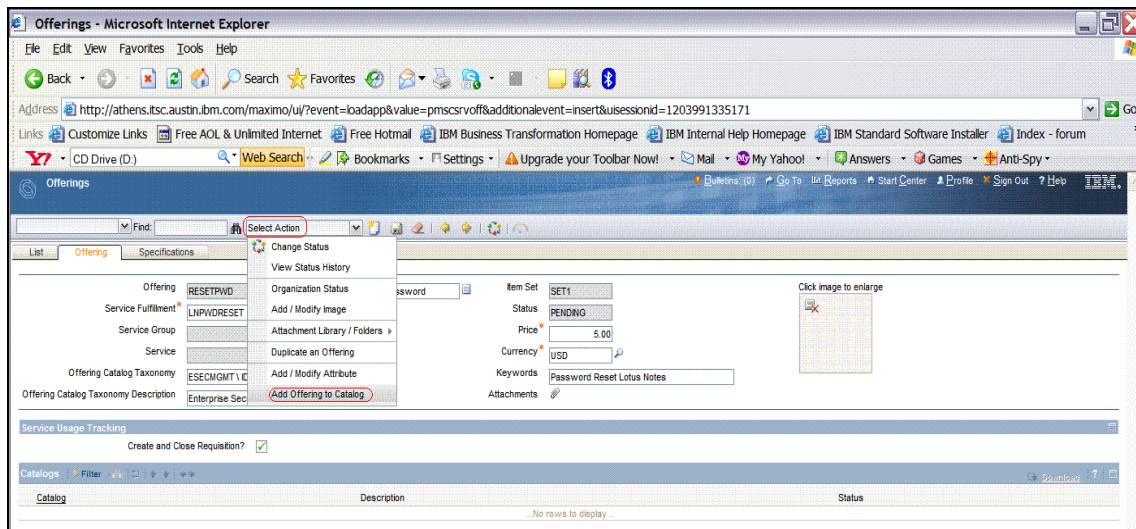 Offerings - Microsoft Internet Explorer
File Edit View Favorites Tools Help
Back Search Favorites
Address http://athens.itsc.austin.ibm.com/maximo/ui/?event=loadapp&value=pmscsrvoff&additionalevent=insert&uisessionid=1203991335171 Go
Links Customize Links Free AOL & Unlimited Internet Free Hotmail IBM Business Transformation Homepage IBM Internal Help Homepage IBM Standard Software Installer Index - forum
Y7 CD Drive (D:) Web Search Bookmarks Settings Upgrade your Toolbar Now! Mail My Yahoo! Answers Games Anti-Spy
Offerings Bulletins: (0) Go To Reports Start Center Profile Sign Out ? Help IBM.
Find: Select Action
List Offering Specifications
Change Status
View Status History
Organization Status
Add / Modify Image
Attachment Library / Folders
Duplicate an Offering
Add / Modify Attribute
Add Offering to Catalog
Offering RESETPWD ssword Item Set SET1 Click image to enlarge
Service Fulfillment* LNPWDRESET Status PENDING
Service Group Price* 5.00
Service Currency* USD
Offering Catalog Taxonomy ESECMGMT \ ID Keywords Password Reset Lotus Notes
Offering Catalog Taxonomy Description Enterprise Sec Attachments
Service Usage Tracking
Create and Close Requisition?
Catalogs Filter Download ?
Catalog Description Status
...No rows to display...